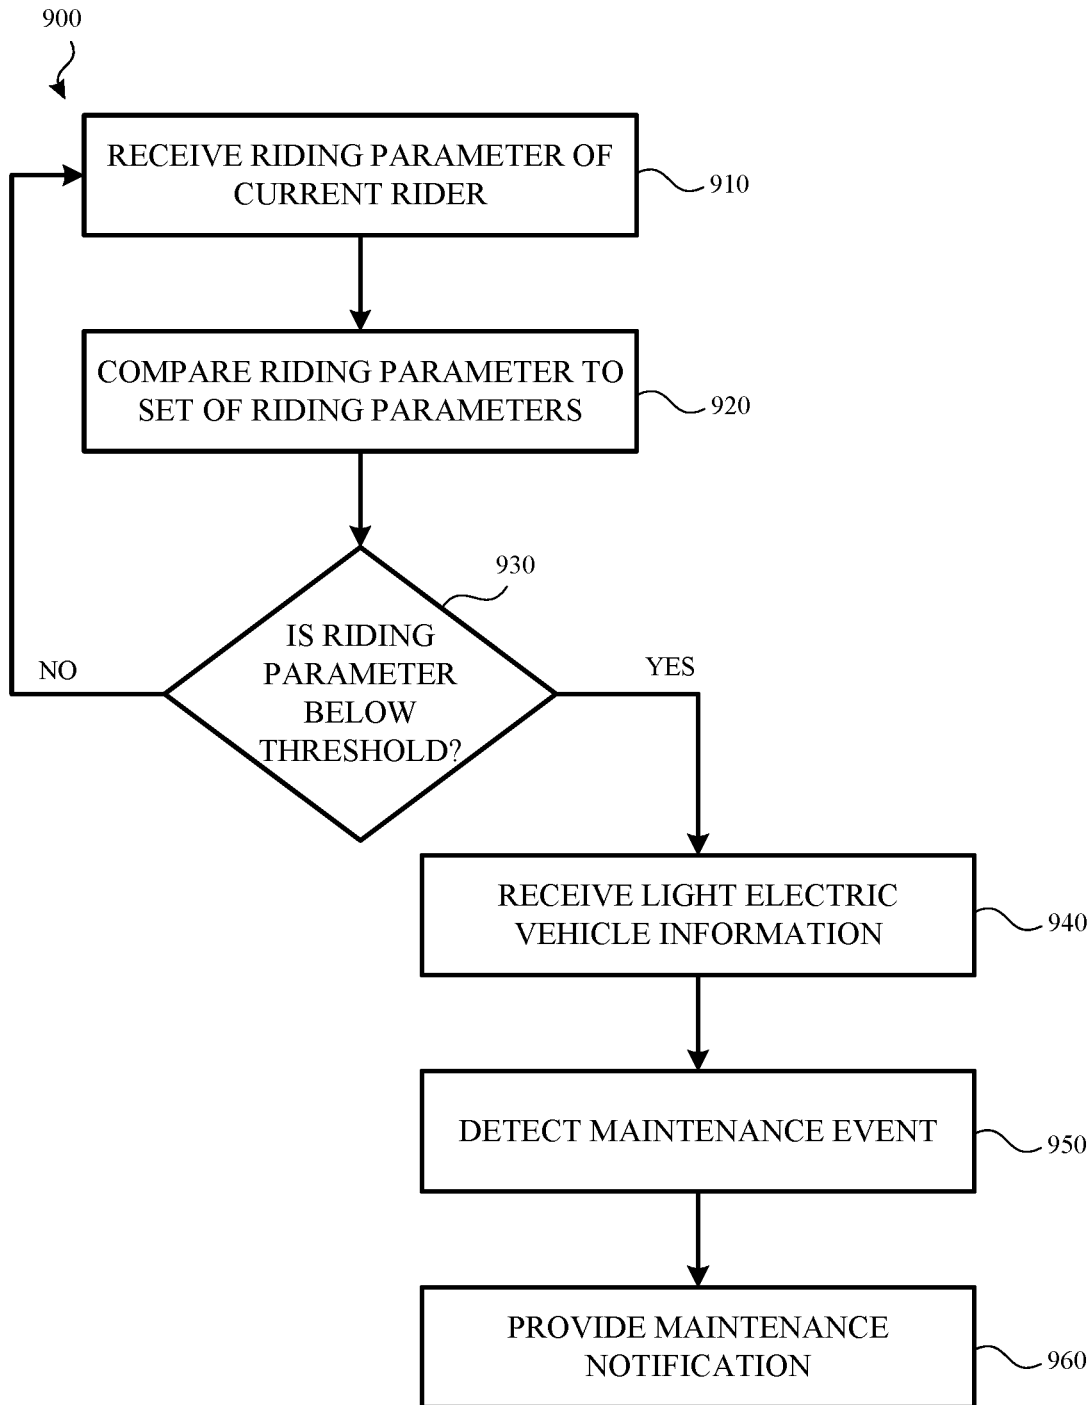 900
RECEIVE RIDING PARAMETER OF
CURRENT RIDER
910
COMPARE RIDING PARAMETER TO
SET OF RIDING PARAMETERS
920
930
IS RIDING
PARAMETER
BELOW
THRESHOLD?
NO
YES
RECEIVE LIGHT ELECTRIC
VEHICLE INFORMATION
940
DETECT MAINTENANCE EVENT
950
PROVIDE MAINTENANCE
NOTIFICATION
960